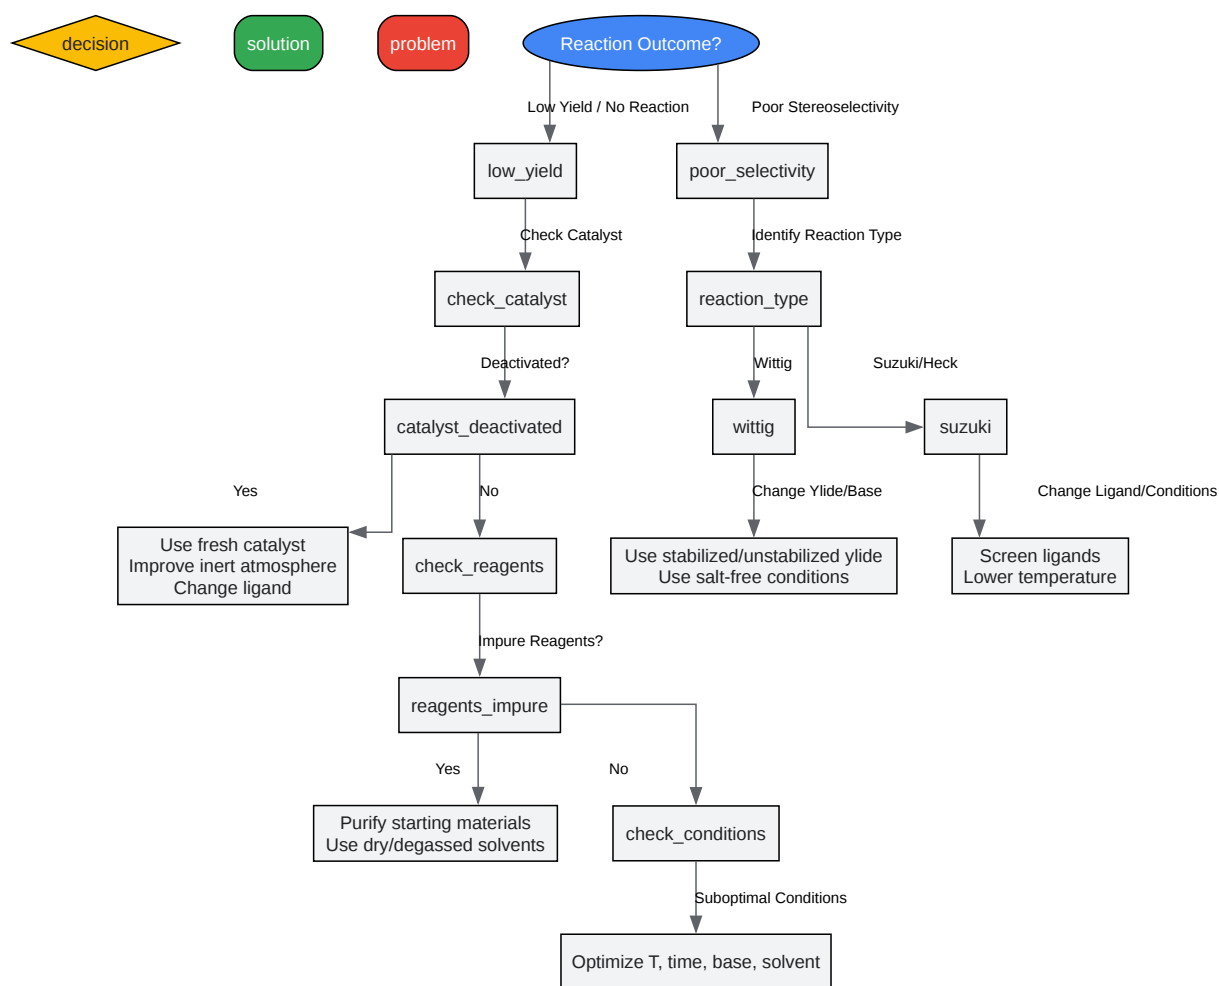 decision
solution
problem
Reaction Outcome?
Low Yield / No Reaction
Poor Stereoselectivity
low_yield
poor_selectivity
Check Catalyst
Identify Reaction Type
check_catalyst
reaction_type
Deactivated?
Wittig
Suzuki/Heck
catalyst_deactivated
wittig
suzuki
Yes
No
Change Ylide/Base
Change Ligand/Conditions
Use fresh catalyst
Improve inert atmosphere
Change ligand
check_reagents
Use stabilized/unstabilized ylide
Use salt-free conditions
Screen ligands
Lower temperature
Impure Reagents?
reagents_impure
Yes
No
Purify starting materials
Use dry/degassed solvents
check_conditions
Suboptimal Conditions
Optimize T, time, base, solvent